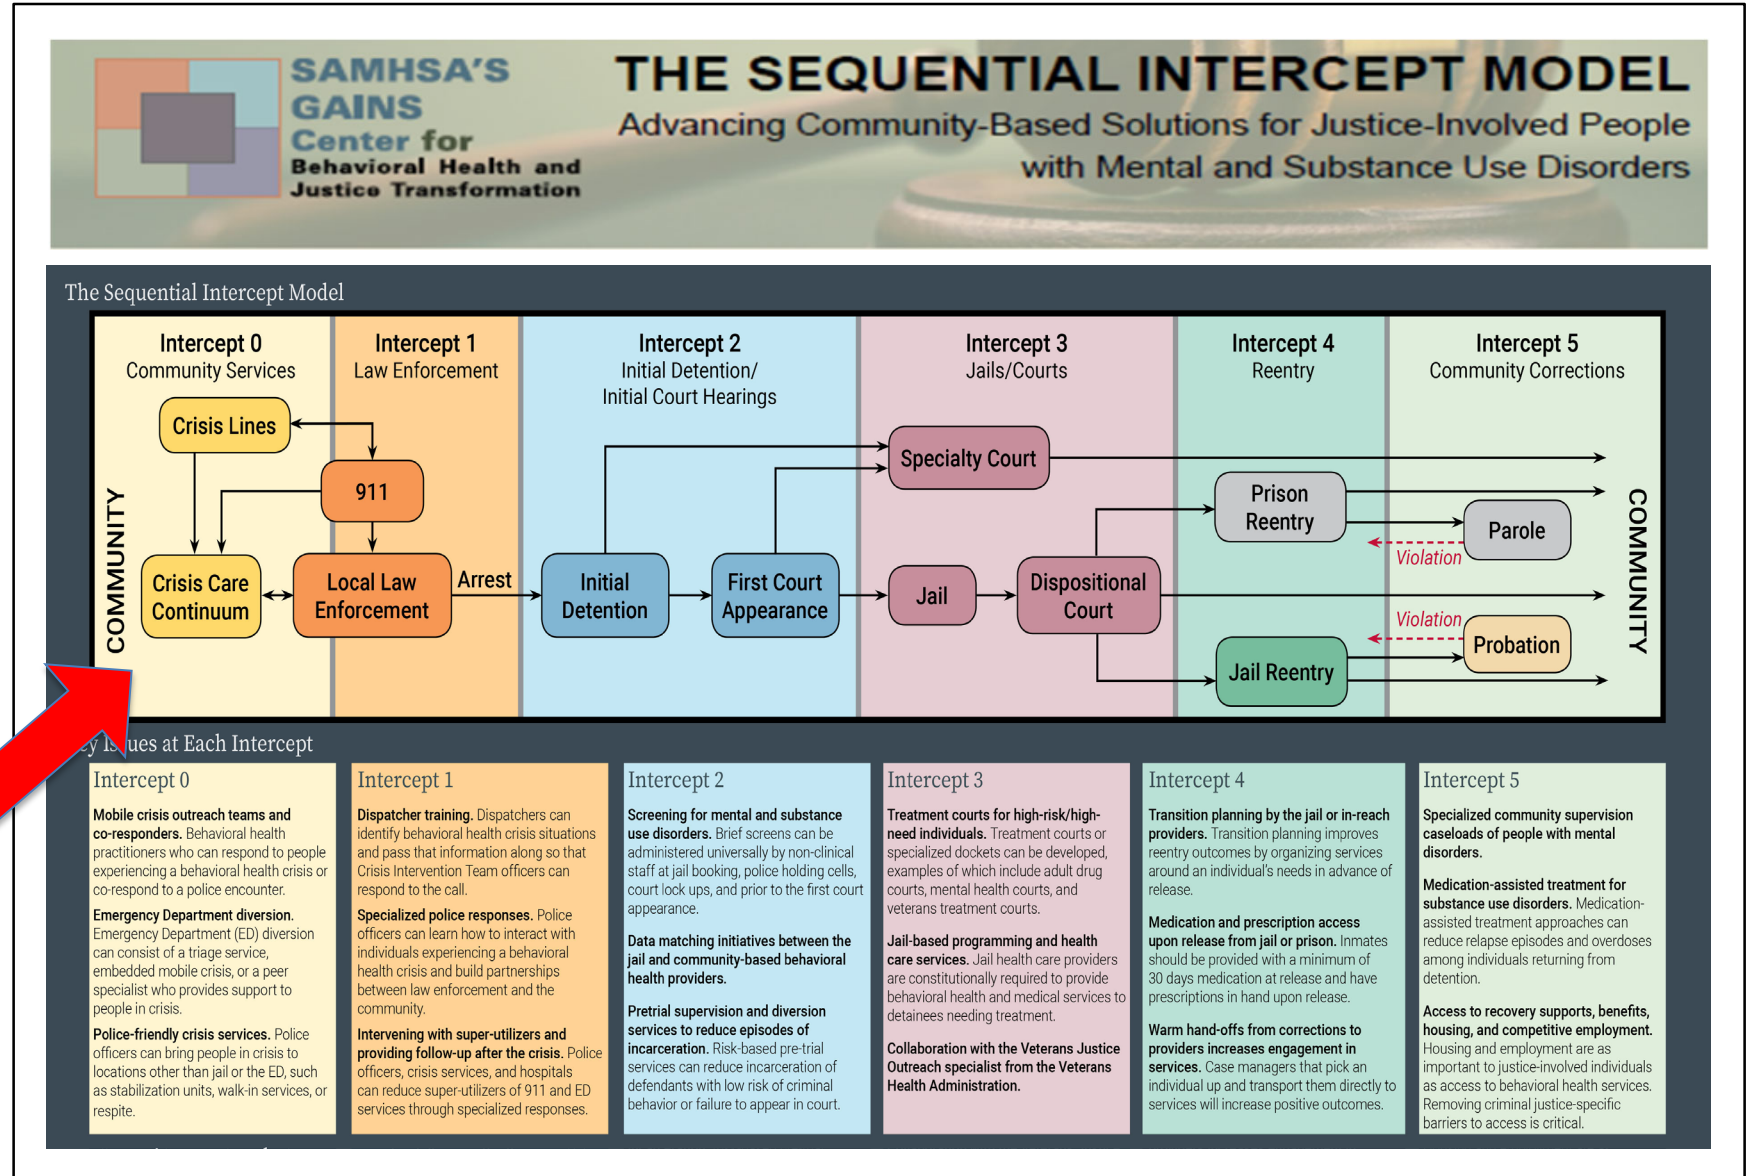 SAMHSA'S
GAINS
Center for
Behavioral Health and
Justice Transformation
THE SEQUENTIAL INTERCEPT MODEL
Advancing Community-Based Solutions for Justice-Involved People
with Mental and Substance Use Disorders
The Sequential Intercept Model
Intercept 0
Community Services
Intercept 1
Law Enforcement
Intercept 2
Initial Detention/
Initial Court Hearings
Intercept 3
Jails/Courts
Intercept 4
Reentry
Intercept 5
Community Corrections
COMMUNITY
Crisis Lines
911
Crisis Care
Continuum
Local Law
Enforcement
Arrest
Initial
Detention
First Court
Appearance
Specialty Court
Jail
Dispositional
Court
Prison
Reentry
Jail Reentry
Parole
Violation
Violation
Probation
COMMUNITY
ey Issues at Each Intercept
Intercept 0
Mobile crisis outreach teams and
co-responders. Behavioral health
practitioners who can respond to people
experiencing a behavioral health crisis or
co-respond to a police encounter.
Emergency Department diversion.
Emergency Department (ED) diversion
can consist of a triage service,
embedded mobile crisis, or a peer
specialist who provides support to
people in crisis.
Police-friendly crisis services. Police
officers can bring people in crisis to
locations other than jail or the ED, such
as stabilization units, walk-in services, or
respite.
Intercept 1
Dispatcher training. Dispatchers can
identify behavioral health crisis situations
and pass that information along so that
Crisis Intervention Team officers can
respond to the call.
Specialized police responses. Police
officers can learn how to interact with
individuals experiencing a behavioral
health crisis and build partnerships
between law enforcement and the
community.
Intervening with super-utilizers and
providing follow-up after the crisis. Police
officers, crisis services, and hospitals
can reduce super-utilizers of 911 and ED
services through specialized responses.
Intercept 2
Screening for mental and substance
use disorders. Brief screens can be
administered universally by non-clinical
staff at jail booking, police holding cells,
court lock ups, and prior to the first court
appearance.
Data matching initiatives between the
jail and community-based behavioral
health providers.
Pretrial supervision and diversion
services to reduce episodes of
incarceration. Risk-based pre-trial
services can reduce incarceration of
defendants with low risk of criminal
behavior or failure to appear in court.
Intercept 3
Treatment courts for high-risk/high-
need individuals. Treatment courts or
specialized dockets can be developed,
examples of which include adult drug
courts, mental health courts, and
veterans treatment courts.
Jail-based programming and health
care services. Jail health care providers
are constitutionally required to provide
behavioral health and medical services to
detainees needing treatment.
Collaboration with the Veterans Justice
Outreach specialist from the Veterans
Health Administration.
Intercept 4
Transition planning by the jail or in-reach
providers. Transition planning improves
reentry outcomes by organizing services
around an individual's needs in advance of
release.
Medication and prescription access
upon release from jail or prison. Inmates
should be provided with a minimum of
30 days medication at release and have
prescriptions in hand upon release.
Warm hand-offs from corrections to
providers increases engagement in
services. Case managers that pick an
individual up and transport them directly to
services will increase positive outcomes.
Intercept 5
Specialized community supervision
caseloads of people with mental
disorders.
Medication-assisted treatment for
substance use disorders. Medication-
assisted treatment approaches can
reduce relapse episodes and overdoses
among individuals returning from
detention.
Access to recovery supports, benefits,
housing, and competitive employment.
Housing and employment are as
important to justice-involved individuals
as access to behavioral health services.
Removing criminal justice-specific
barriers to access is critical.